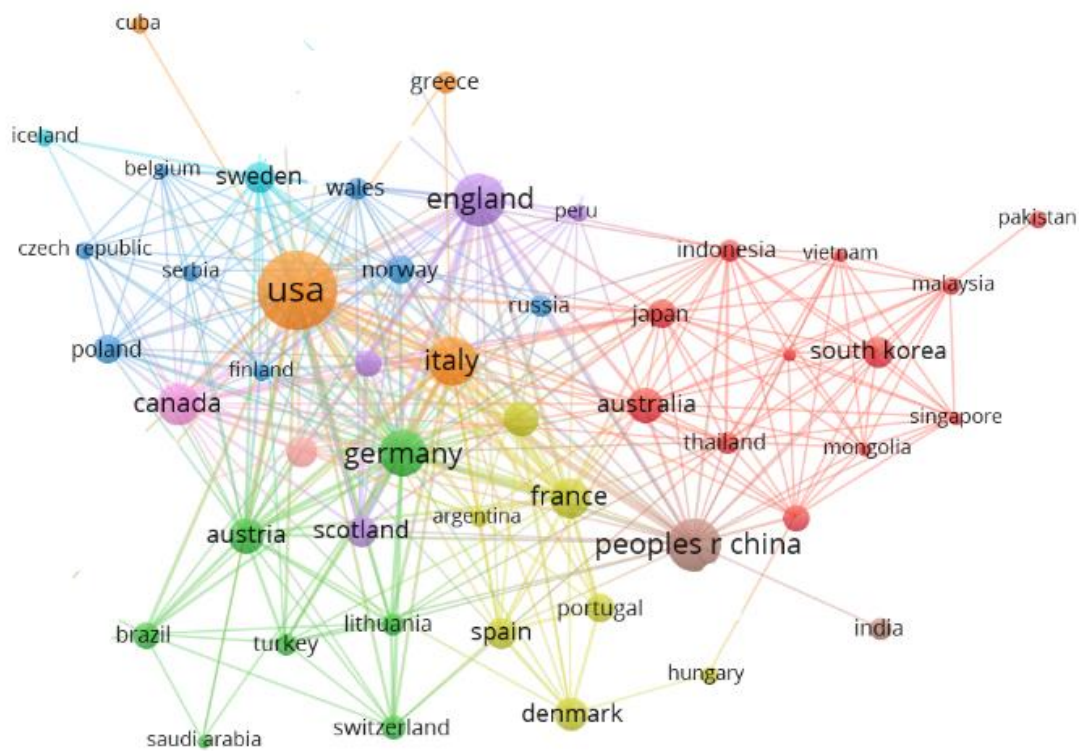 cuba
greece
iceland
belgium
sweden
wales
england
peru
pakistan
czech republic
serbia
usa
norway
indonesia
vietnam
malaysia
russia
japan
poland
finland
italy
south korea
canada
australia
singapore
germany
thailand
mongolia
france
argentina
austria
scotland
peoples r china
brazil
turkey
lithuania
spain
portugal
india
hungary
saudi arabia
switzerland
denmark